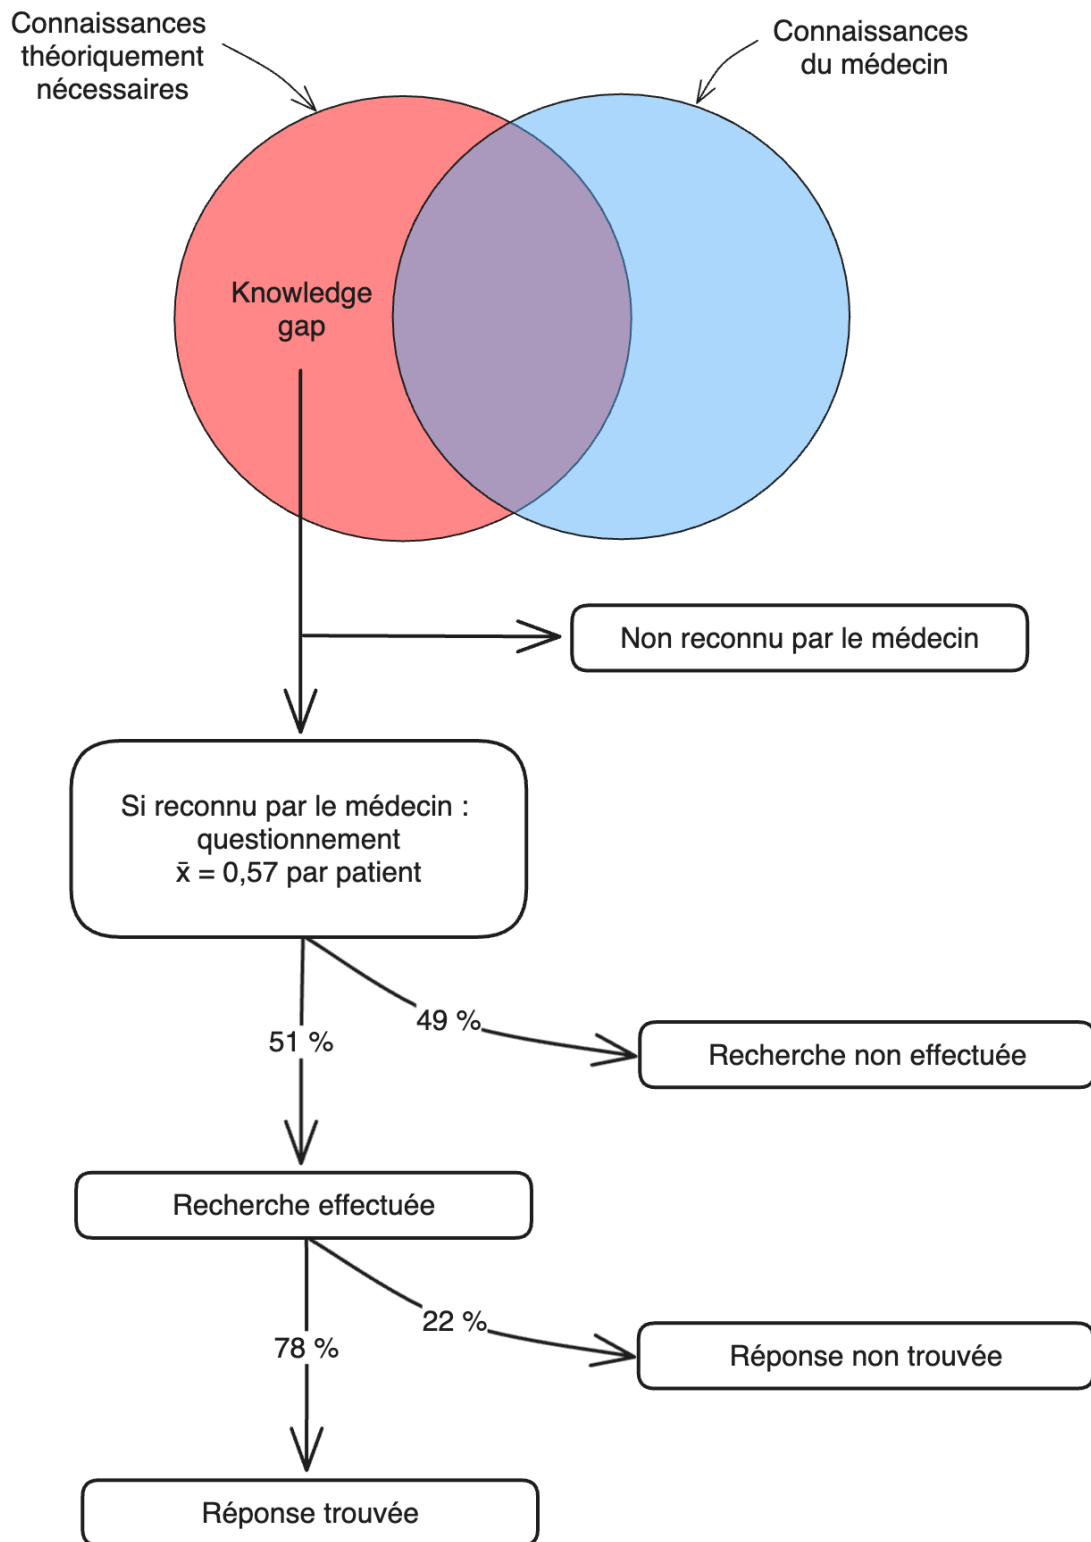 Connaissances
théoriquement
nécessaires
Connaissances
du médecin
Knowledge
gap
Non reconnu par le médecin
Si reconnu par le médecin :
questionnement
x̄ = 0,57 par patient
49 %
51 %
Recherche non effectuée
Recherche effectuée
22 %
78 %
Réponse non trouvée
Réponse trouvée